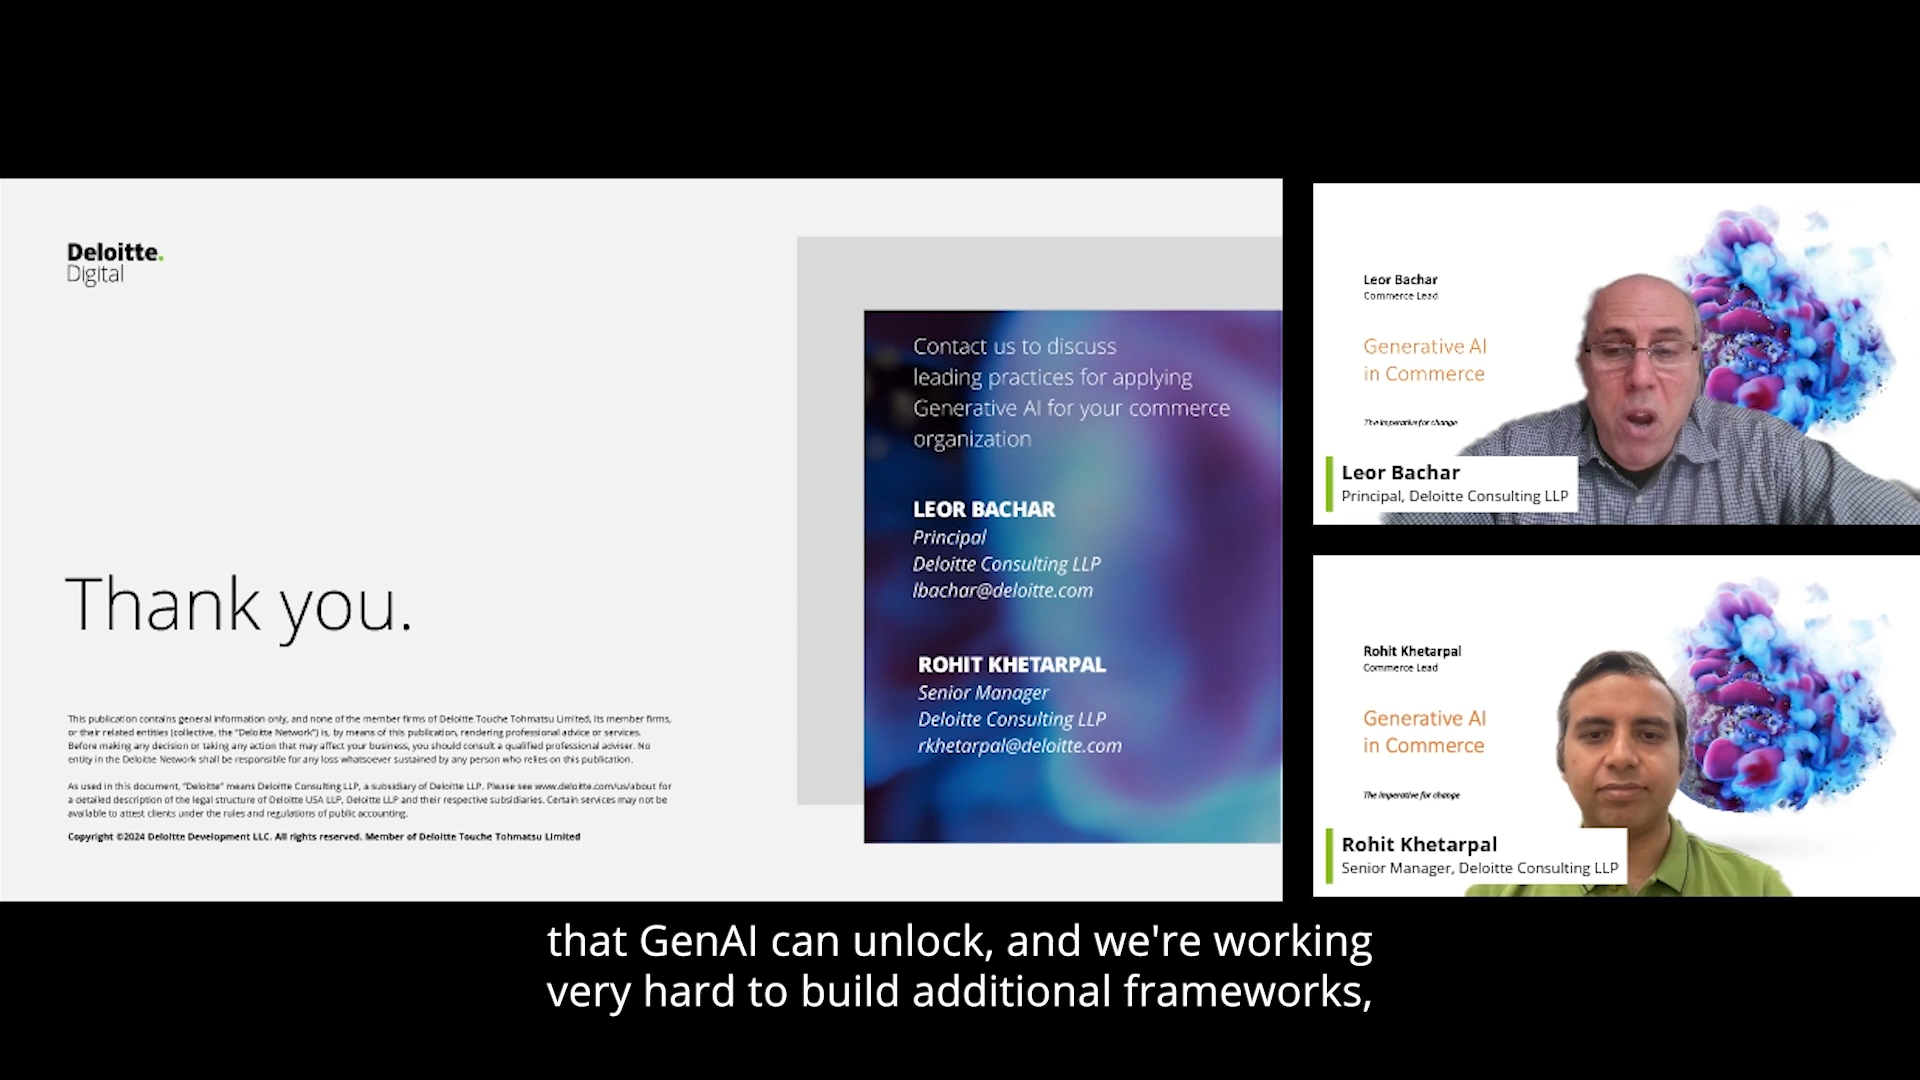 Deloitte.
Digital
Thank you.
This publication contains general information only, and none of the member firms of Deloitte Touche Tohmatsu Limited, its member firms,
or their related entities (collective, the "Deloitte Network") is, by means of this publication, rendering professional advice or services.
Before making any decision or taking any action that may affect your business, you should consult a qualified professional adviser. No
entity in the Deloitte Network shall be responsible for any loss whatsoever sustained by any person who relies on this publication.
As used in this document, "Deloitte" means Deloitte Consulting LLP, a subsidiary of Deloitte LLP. Please see www.deloitte.com/us/about for
a detailed description of the legal structure of Deloitte USA LLP, Deloitte LLP and their respective subsidiaries. Certain services may not be
available to attest clients under the rules and regulations of public accounting.
Copyright ©2024 Deloitte Development LLC. All rights reserved. Member of Deloitte Touche Tohmatsu Limited
Contact us to discuss
leading practices for applying
Generative AI for your commerce
organization
LEOR BACHAR
Principal
Deloitte Consulting LLP
lbachar@deloitte.com
ROHIT KHETARPAL
Senior Manager
Deloitte Consulting LLP
rkhetarpal@deloitte.com
Leor Bachar
Commerce Lead
Generative AI
in Commerce
The imperative for change
Leor Bachar
Principal, Deloitte Consulting LLP
Rohit Khetarpal
Commerce Lead
Generative AI
in Commerce
The imperative for change
Rohit Khetarpal
Senior Manager, Deloitte Consulting LLP
that GenAI can unlock, and we're working
very hard to build additional frameworks,